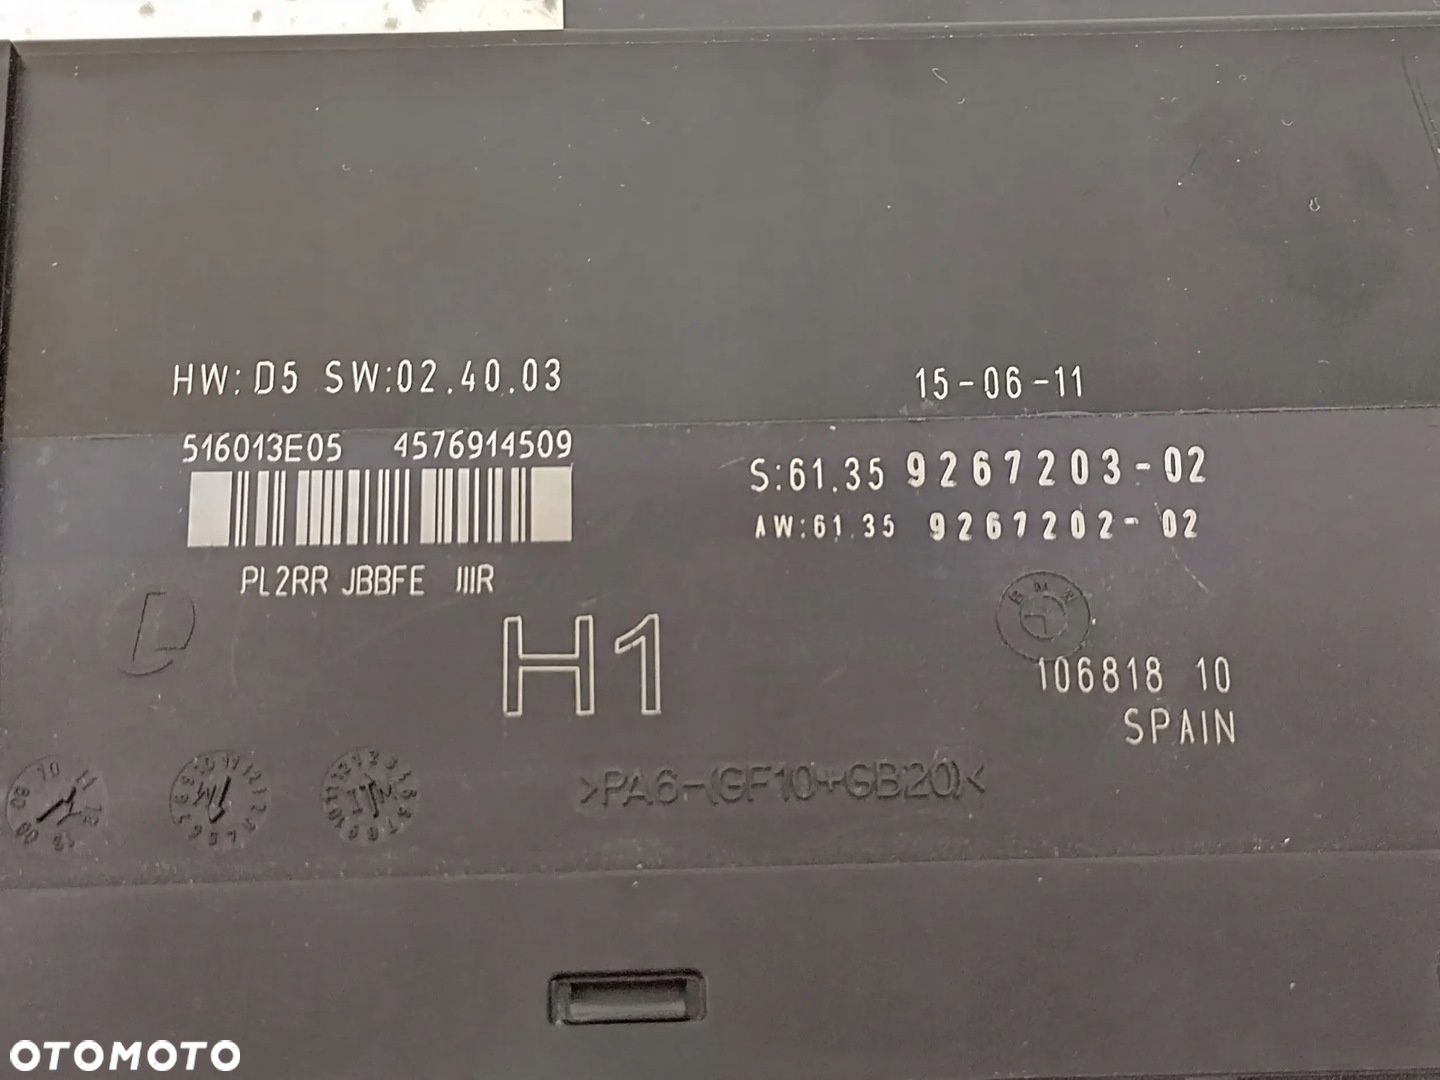 HW: D5 SW:02.40.03
15-06-11
516013E05 4576914509
S:61.35 9267203-02
AW:61.35 9267202-02
PL2RR JBBFE IIIR
H1
BMW
106818 10
SPAIN
>PA6-(GF10+GB20)<
OTOMOTO